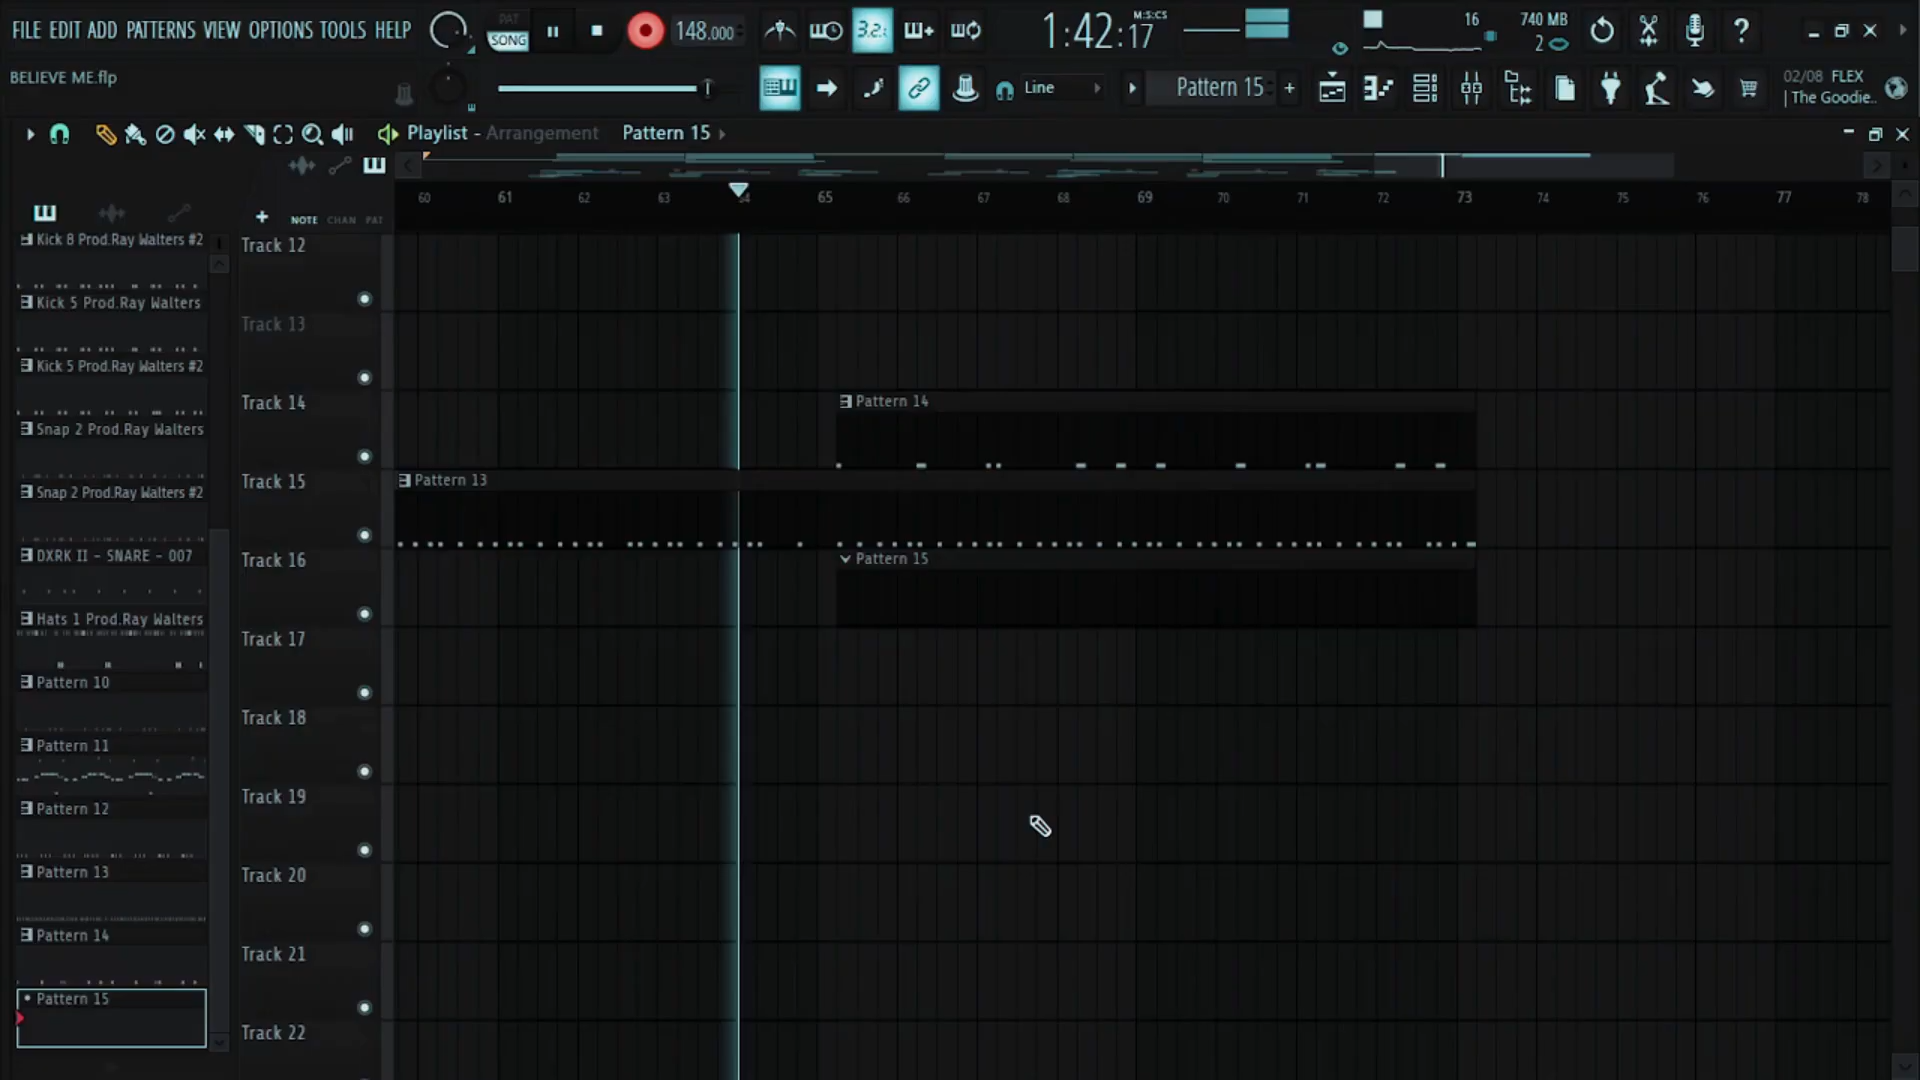 FILE EDIT ADD PATTERNS VIEW OPTIONS TOOLS HELP
PAT
SONG
148.000
3.2.:
1:42:17
M:S:CS
16
740 MB
2
BELIEVE ME.flp
Line
Pattern 15
+
02/08 FLEX
| The Goodie..
Playlist - Arrangement Pattern 15
60 61 62 63 64 65 66 67 68 69 70 71 72 73 74 75 76 77 78
+ NOTE CHAN PAT
Kick 8 Prod.Ray Walters #2
Kick 5 Prod.Ray Walters
Kick 5 Prod.Ray Walters #2
Snap 2 Prod.Ray Walters
Snap 2 Prod.Ray Walters #2
DXRK II - SNARE - 007
Hats 1 Prod.Ray Walters
Pattern 10
Pattern 11
Pattern 12
Pattern 13
Pattern 14
Pattern 15
Track 12
Track 13
Track 14
Pattern 14
Track 15
Pattern 13
Track 16
Pattern 15
Track 17
Track 18
Track 19
Track 20
Track 21
Track 22